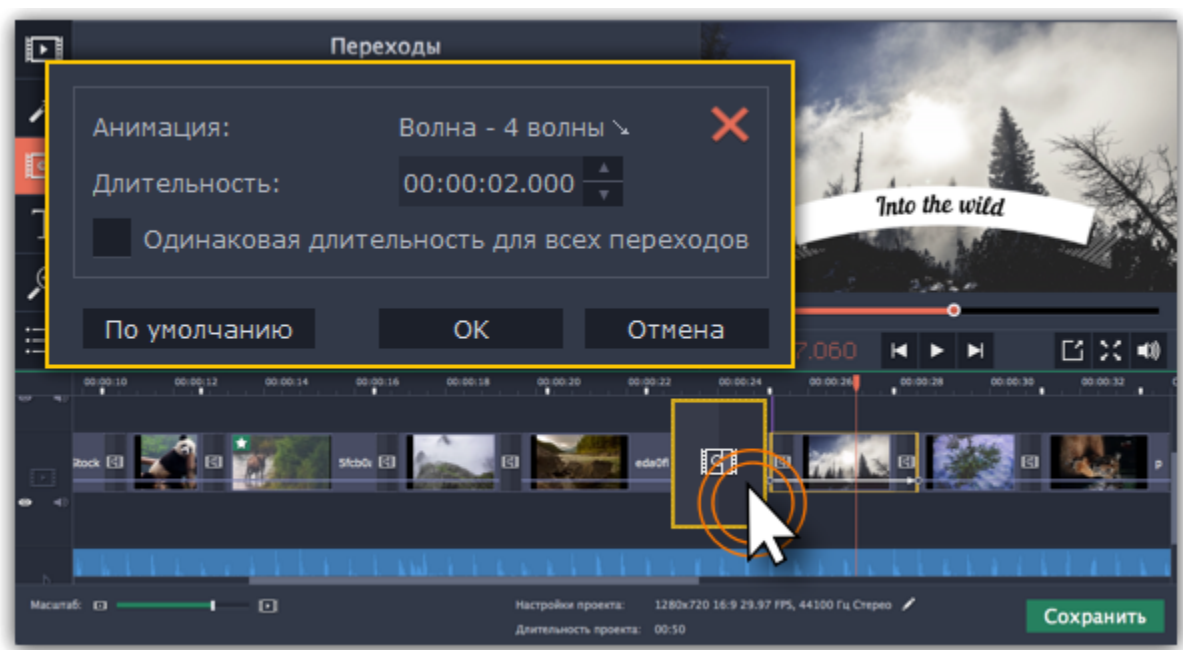 Переходы
Анимация: Волна - 4 волны ↘
Длительность: 00:00:02.000
Одинаковая длительность для всех переходов
По умолчанию OK Отмена
Into the wild
7.060
00:00:10 00:00:12 00:00:14 00:00:16 00:00:18 00:00:20 00:00:22 00:00:24 00:00:26 00:00:28 00:00:30 00:00:32
Stock 5fcb0 eda0fl p
Масштаб: Настройки проекта: 1280x720 16:9 29.97 FPS, 44100 Гц Стерео
Длительность проекта: 00:50
Сохранить